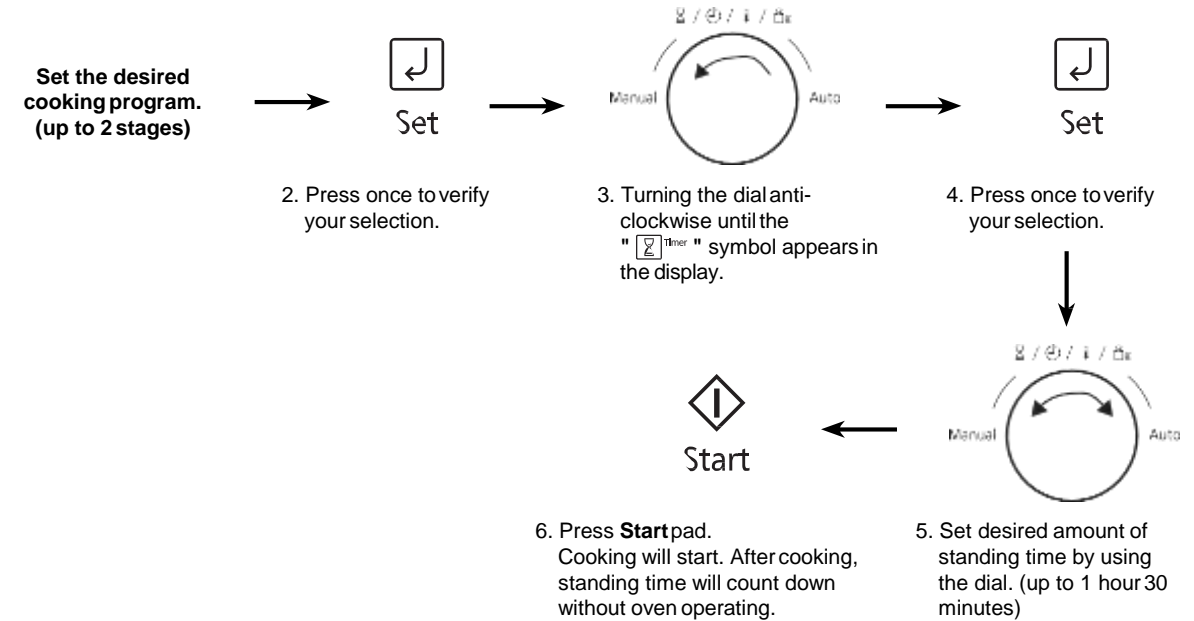 Set the desired
cooking program.
(up to 2 stages)
Set
Manual
Auto
Set
2. Press once to verify
your selection.
3. Turning the dial anti-
clockwise until the
" Timer " symbol appears in
the display.
4. Press once to verify
your selection.
Manual
Auto
Start
6. Press Start pad.
Cooking will start. After cooking,
standing time will count down
without oven operating.
5. Set desired amount of
standing time by using
the dial. (up to 1 hour 30
minutes)